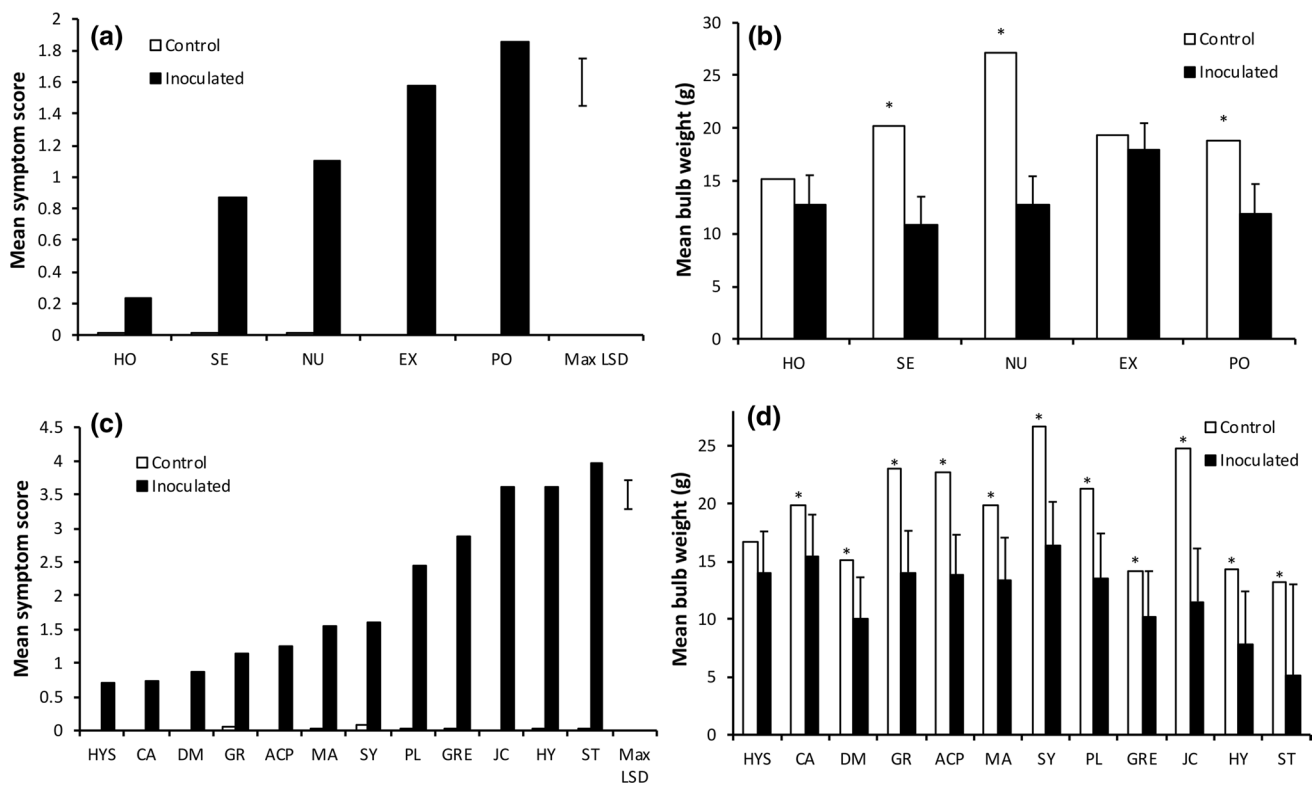 (a)
Control
Inoculated
Mean symptom score
2
1.8
1.6
1.4
1.2
1
0.8
0.6
0.4
0.2
0
HO SE NU EX PO Max LSD
(b)
Control
Inoculated
Mean bulb weight (g)
30
25
20
15
10
5
0
* * *
HO SE NU EX PO
(c)
Control
Inoculated
Mean symptom score
4.5
4
3.5
3
2.5
2
1.5
1
0.5
0
HYS CA DM GR ACP MA SY PL GRE JC HY ST Max
LSD
(d)
Control
Inoculated
Mean bulb weight (g)
25
20
15
10
5
0
* * * * * * * * * * *
HYS CA DM GR ACP MA SY PL GRE JC HY ST